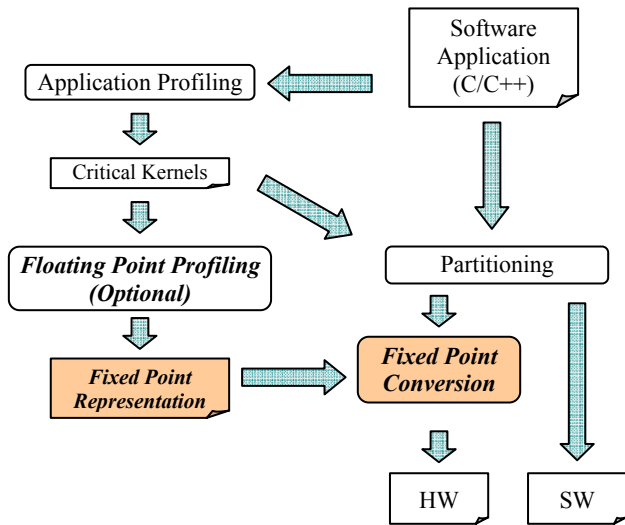 Software
Application
(C/C++)
Application Profiling
Critical Kernels
Floating Point Profiling
(Optional)
Partitioning
Fixed Point
Representation
Fixed Point
Conversion
HW
SW